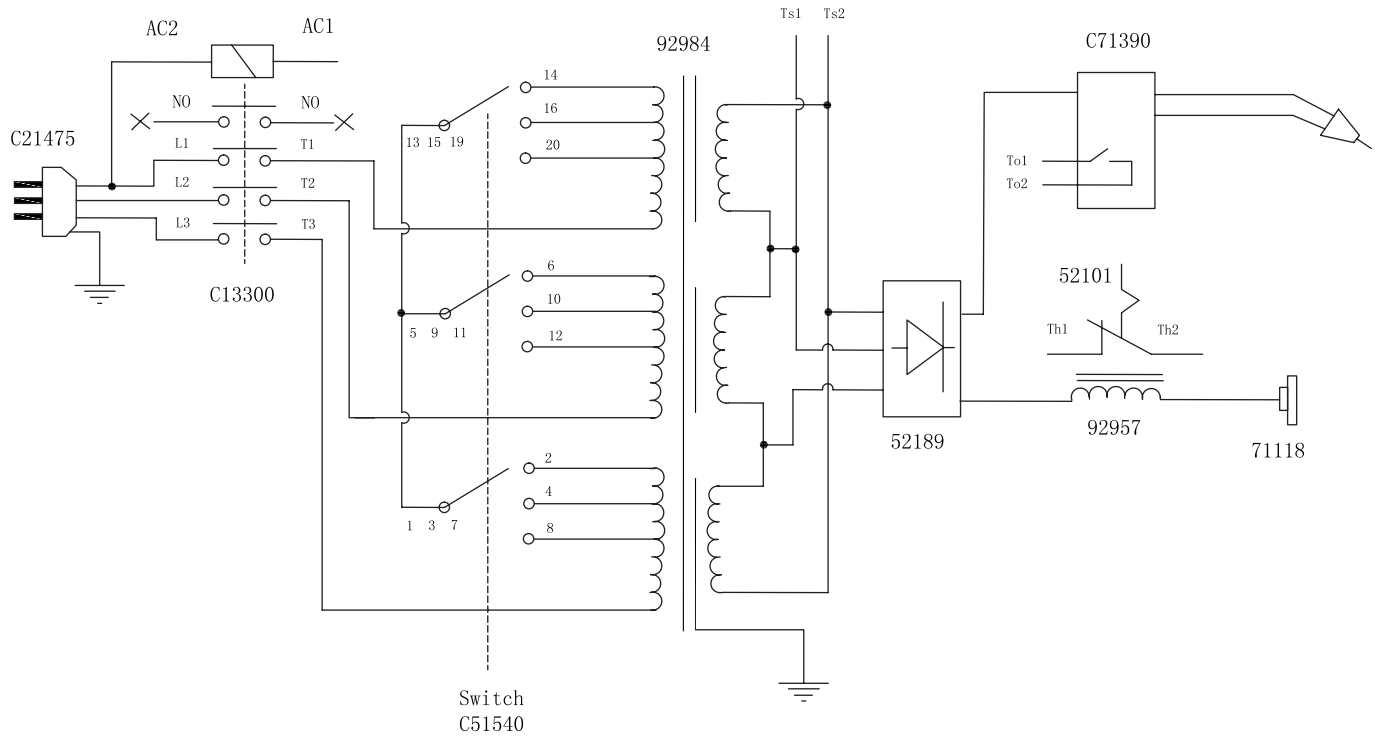 Ts1 Ts2
AC2 AC1
92984
C71390
14
NO NO
16
C21475
13 15 19
L1 T1
20
To1
To2
L2 T2
L3 T3
6
52101
C13300
10
5 9 11
12
Th1 Th2
52189
92957
71118
2
4
1 3 7
8
Switch
C51540